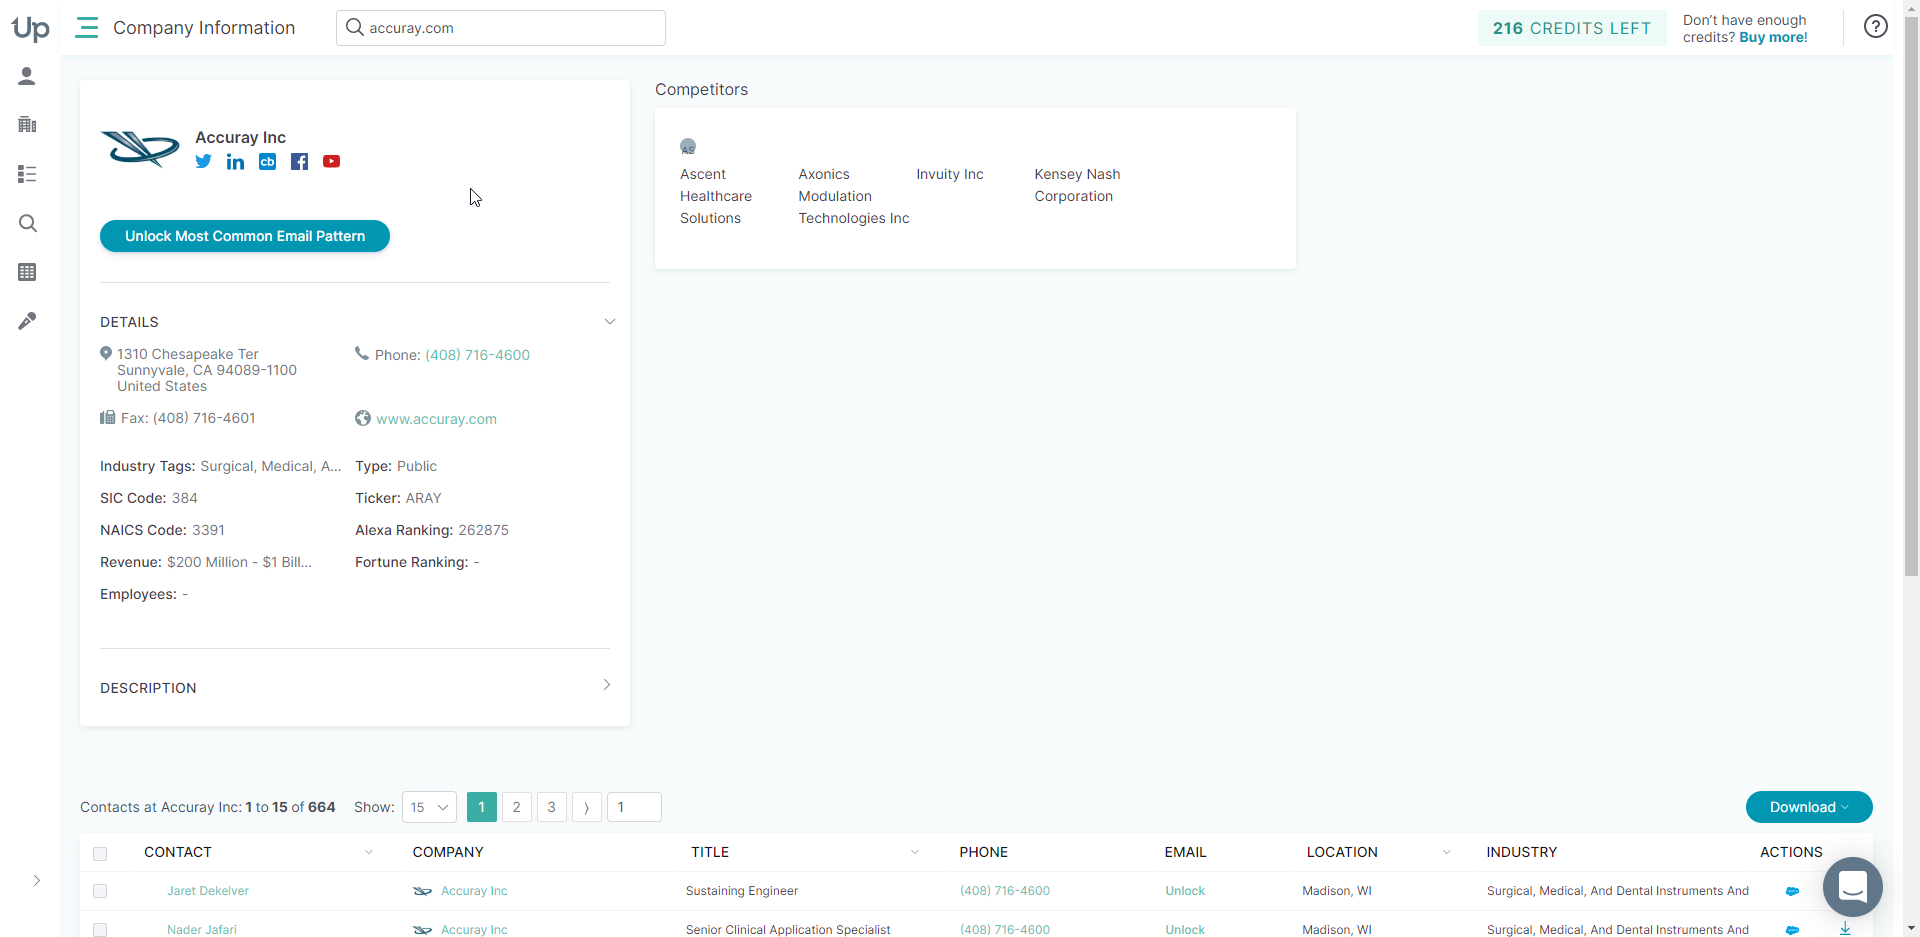 Up
Company Information
accuray.com
216 CREDITS LEFT
Don't have enough
credits? Buy more!
?
Accuray Inc
cb
Unlock Most Common Email Pattern
DETAILS
1310 Chesapeake Ter
Sunnyvale, CA 94089-1100
United States
Phone: (408) 716-4600
Fax: (408) 716-4601
www.accuray.com
Industry Tags: Surgical, Medical, A...
Type: Public
SIC Code: 384
Ticker: ARAY
NAICS Code: 3391
Alexa Ranking: 262875
Revenue: $200 Million - $1 Bill...
Fortune Ranking: -
Employees: -
DESCRIPTION
Competitors
AS
Ascent
Healthcare
Solutions
Axonics
Modulation
Technologies Inc
Invuity Inc
Kensey Nash
Corporation
Contacts at Accuray Inc: 1 to 15 of 664
Show: 15
1 2 3 ⟩ 1
Download
CONTACT COMPANY TITLE PHONE EMAIL LOCATION INDUSTRY ACTIONS
Jaret Dekelver Accuray Inc Sustaining Engineer (408) 716-4600 Unlock Madison, WI Surgical, Medical, And Dental Instruments And
Nader Jafari Accuray Inc Senior Clinical Application Specialist (408) 716-4600 Unlock Madison, WI Surgical, Medical, And Dental Instruments And